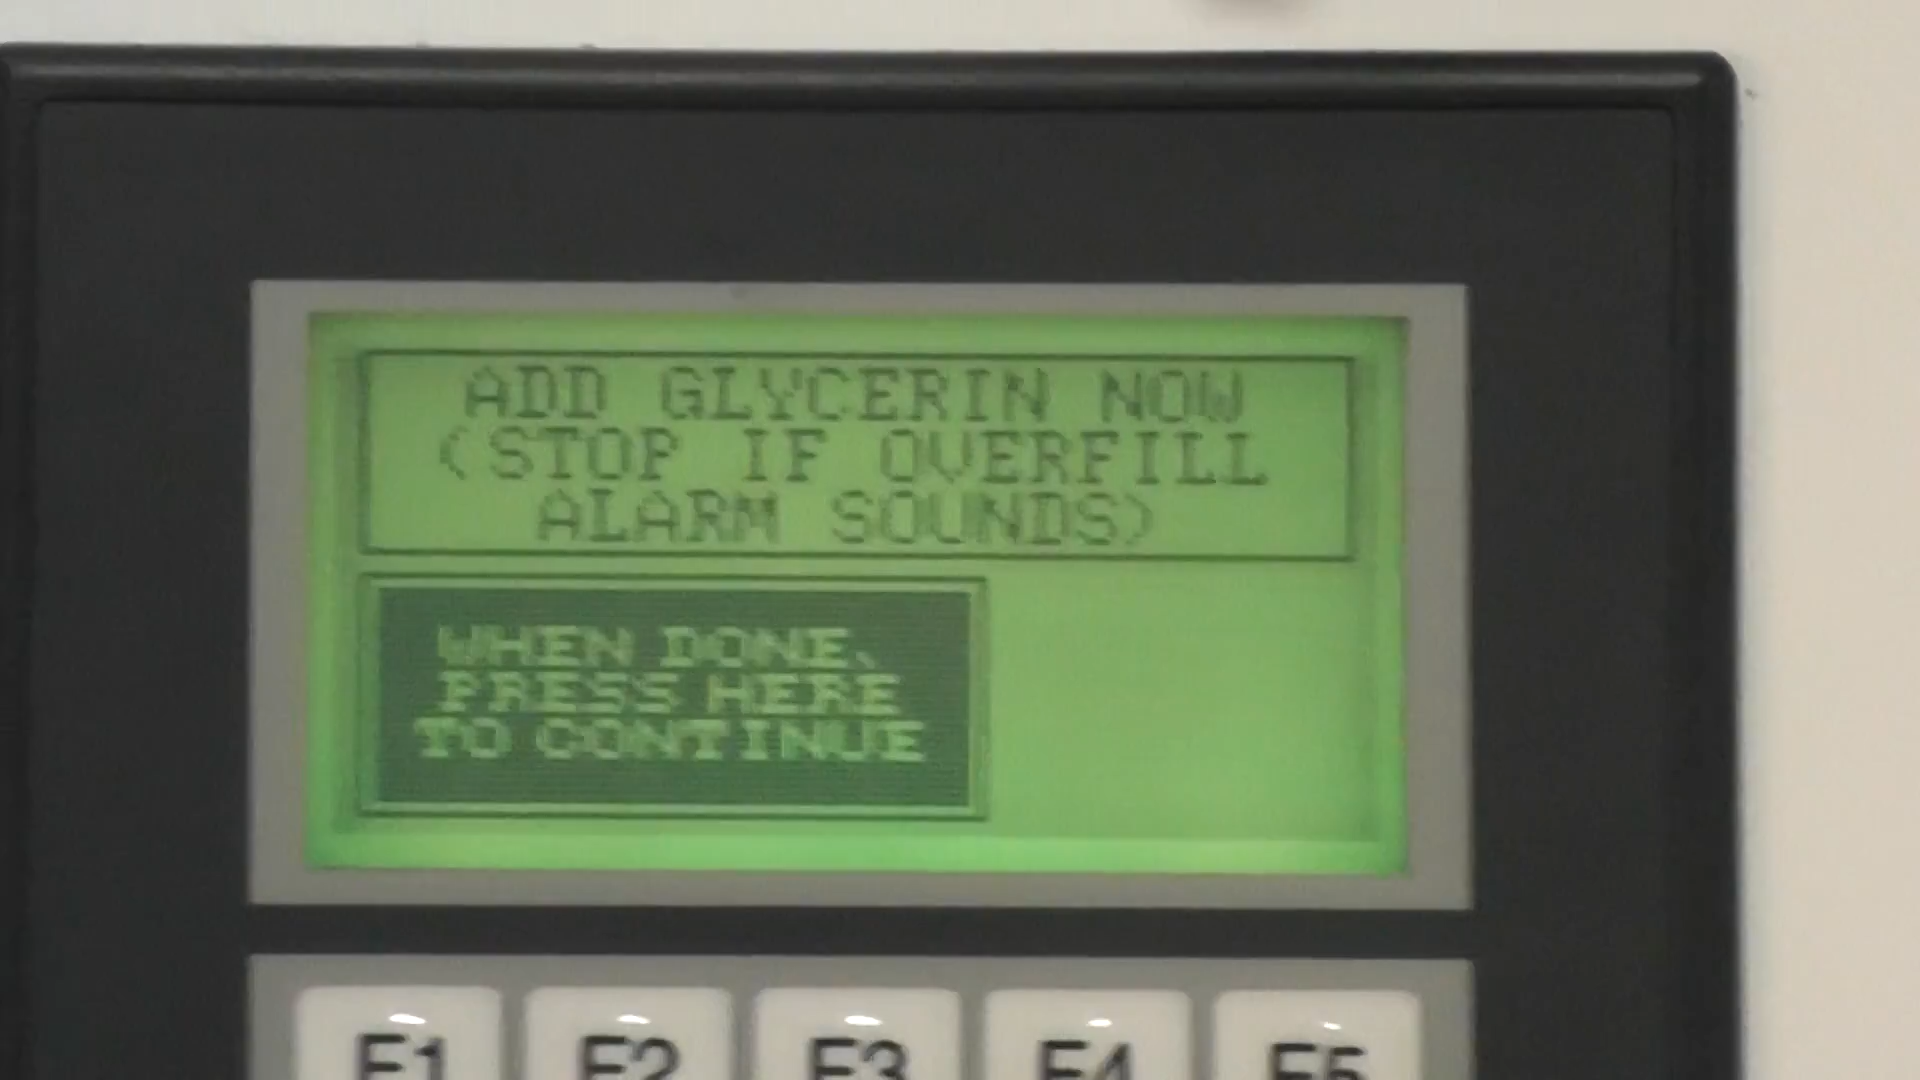 ADD GLYCERIN NOW
(STOP IF OVERFILL
ALARM SOUNDS)
WHEN DONE,
PRESS HERE
TO CONTINUE
F1 F2 F3 F4 F5